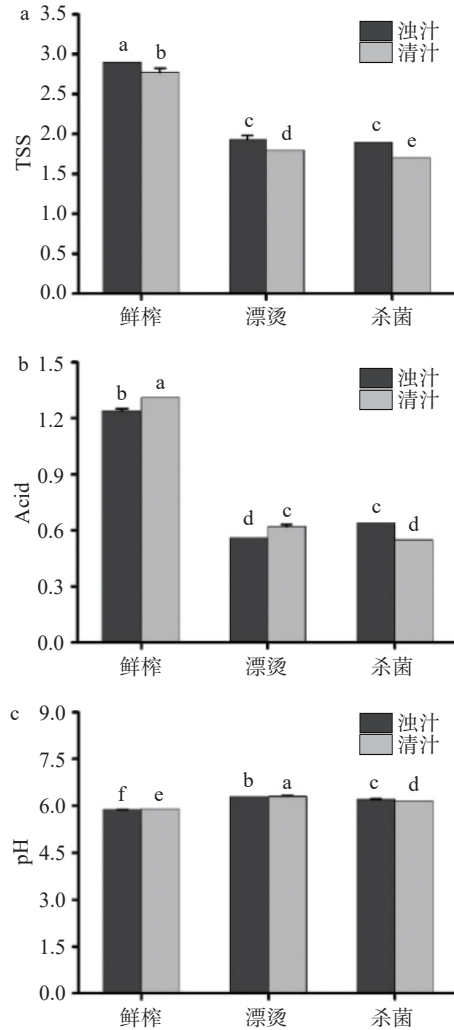 a
3.5
3.0
2.5
2.0
1.5
1.0
0.5
0.0
TSS
浊汁
清汁
a b c d c e
鲜榨 漂烫 杀菌
b
1.5
1.2
0.9
0.6
0.3
0.0
Acid
浊汁
清汁
b a d c c d
鲜榨 漂烫 杀菌
c
9.0
7.5
6.0
4.5
3.0
1.5
0.0
pH
浊汁
清汁
f e b a c d
鲜榨 漂烫 杀菌